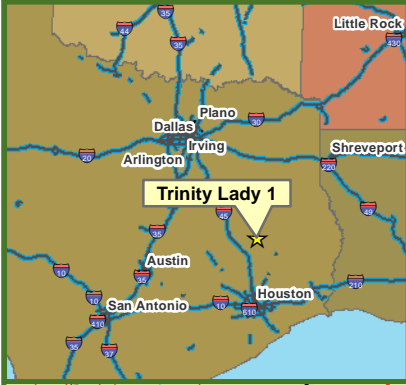 35
44
35
Little Rock
430
Plano
30
Dallas
Irving
20
Arlington
Shreveport
220
Trinity Lady 1
49
45
35
Austin
10
35
210
10
Houston
San Antonio
10
610
410
35
37